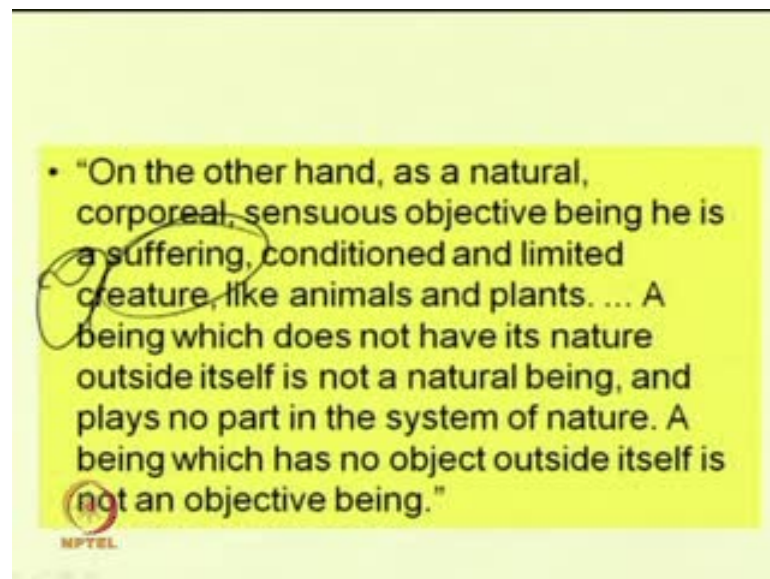 • “On the other hand, as a natural,
corporeal, sensuous objective being he is
a suffering, conditioned and limited
creature, like animals and plants. ... A
being which does not have its nature
outside itself is not a natural being, and
plays no part in the system of nature. A
being which has no object outside itself is
not an objective being.”
NPTEL